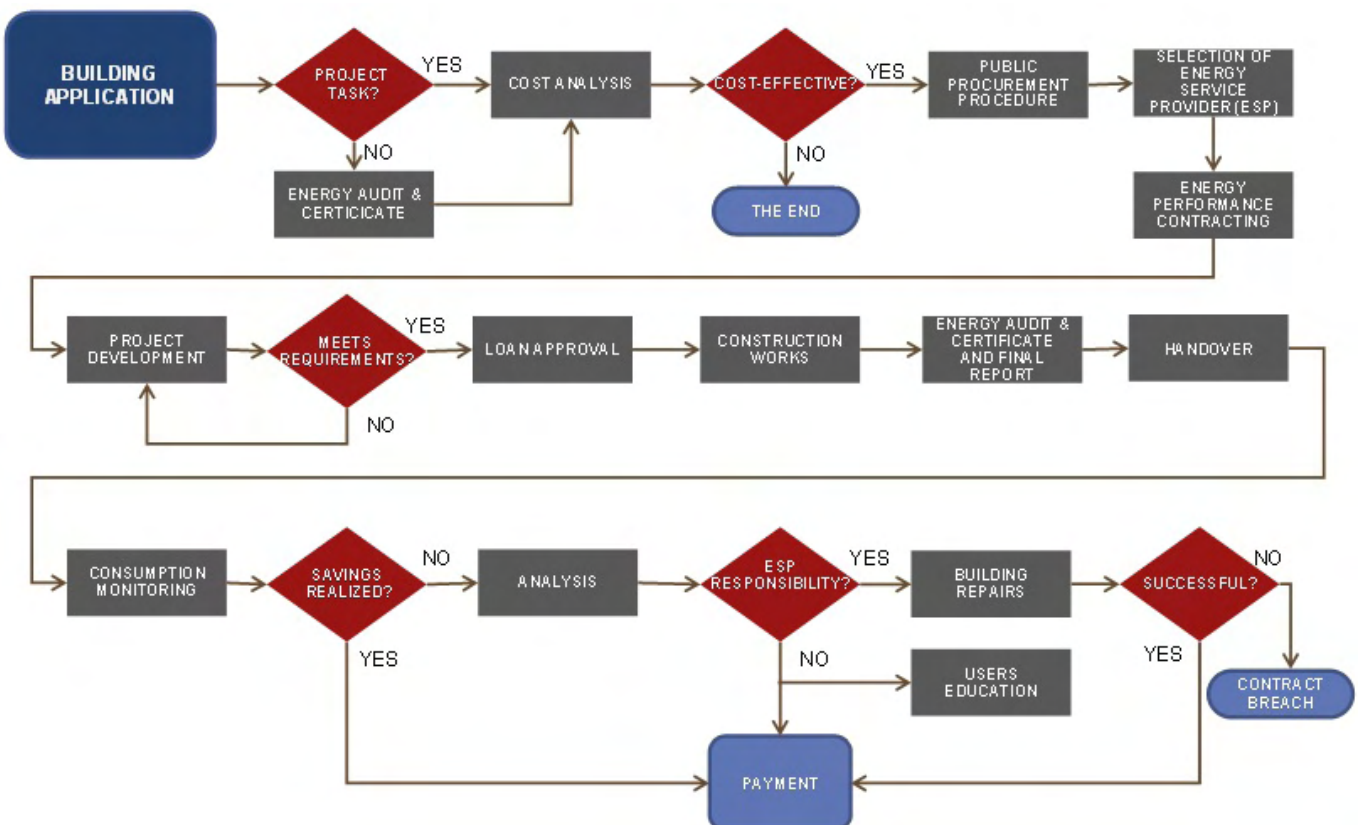 BUILDING
APPLICATION
PROJECT
TASK?
YES
NO
ENERGY AUDIT &
CERTICICATE
COST ANALYSIS
COST-EFFECTIVE?
YES
NO
THE END
PUBLIC
PROCUREMENT
PROCEDURE
SELECTION OF
ENERGY
SERVICE
PROVIDER (ESP)
ENERGY
PERFORMANCE
CONTRACTING
PROJECT
DEVELOPMENT
MEETS
REQUIREMENTS?
YES
NO
LOAN APPROVAL
CONSTRUCTION
WORKS
ENERGY AUDIT &
CERTIFICATE
AND FINAL
REPORT
HANDOVER
CONSUMPTION
MONITORING
SAVINGS
REALIZED?
NO
YES
ANALYSIS
ESP
RESPONSIBILITY?
YES
NO
BUILDING
REPAIRS
USERS
EDUCATION
SUCCESSFUL?
NO
YES
CONTRACT
BREACH
PAYMENT